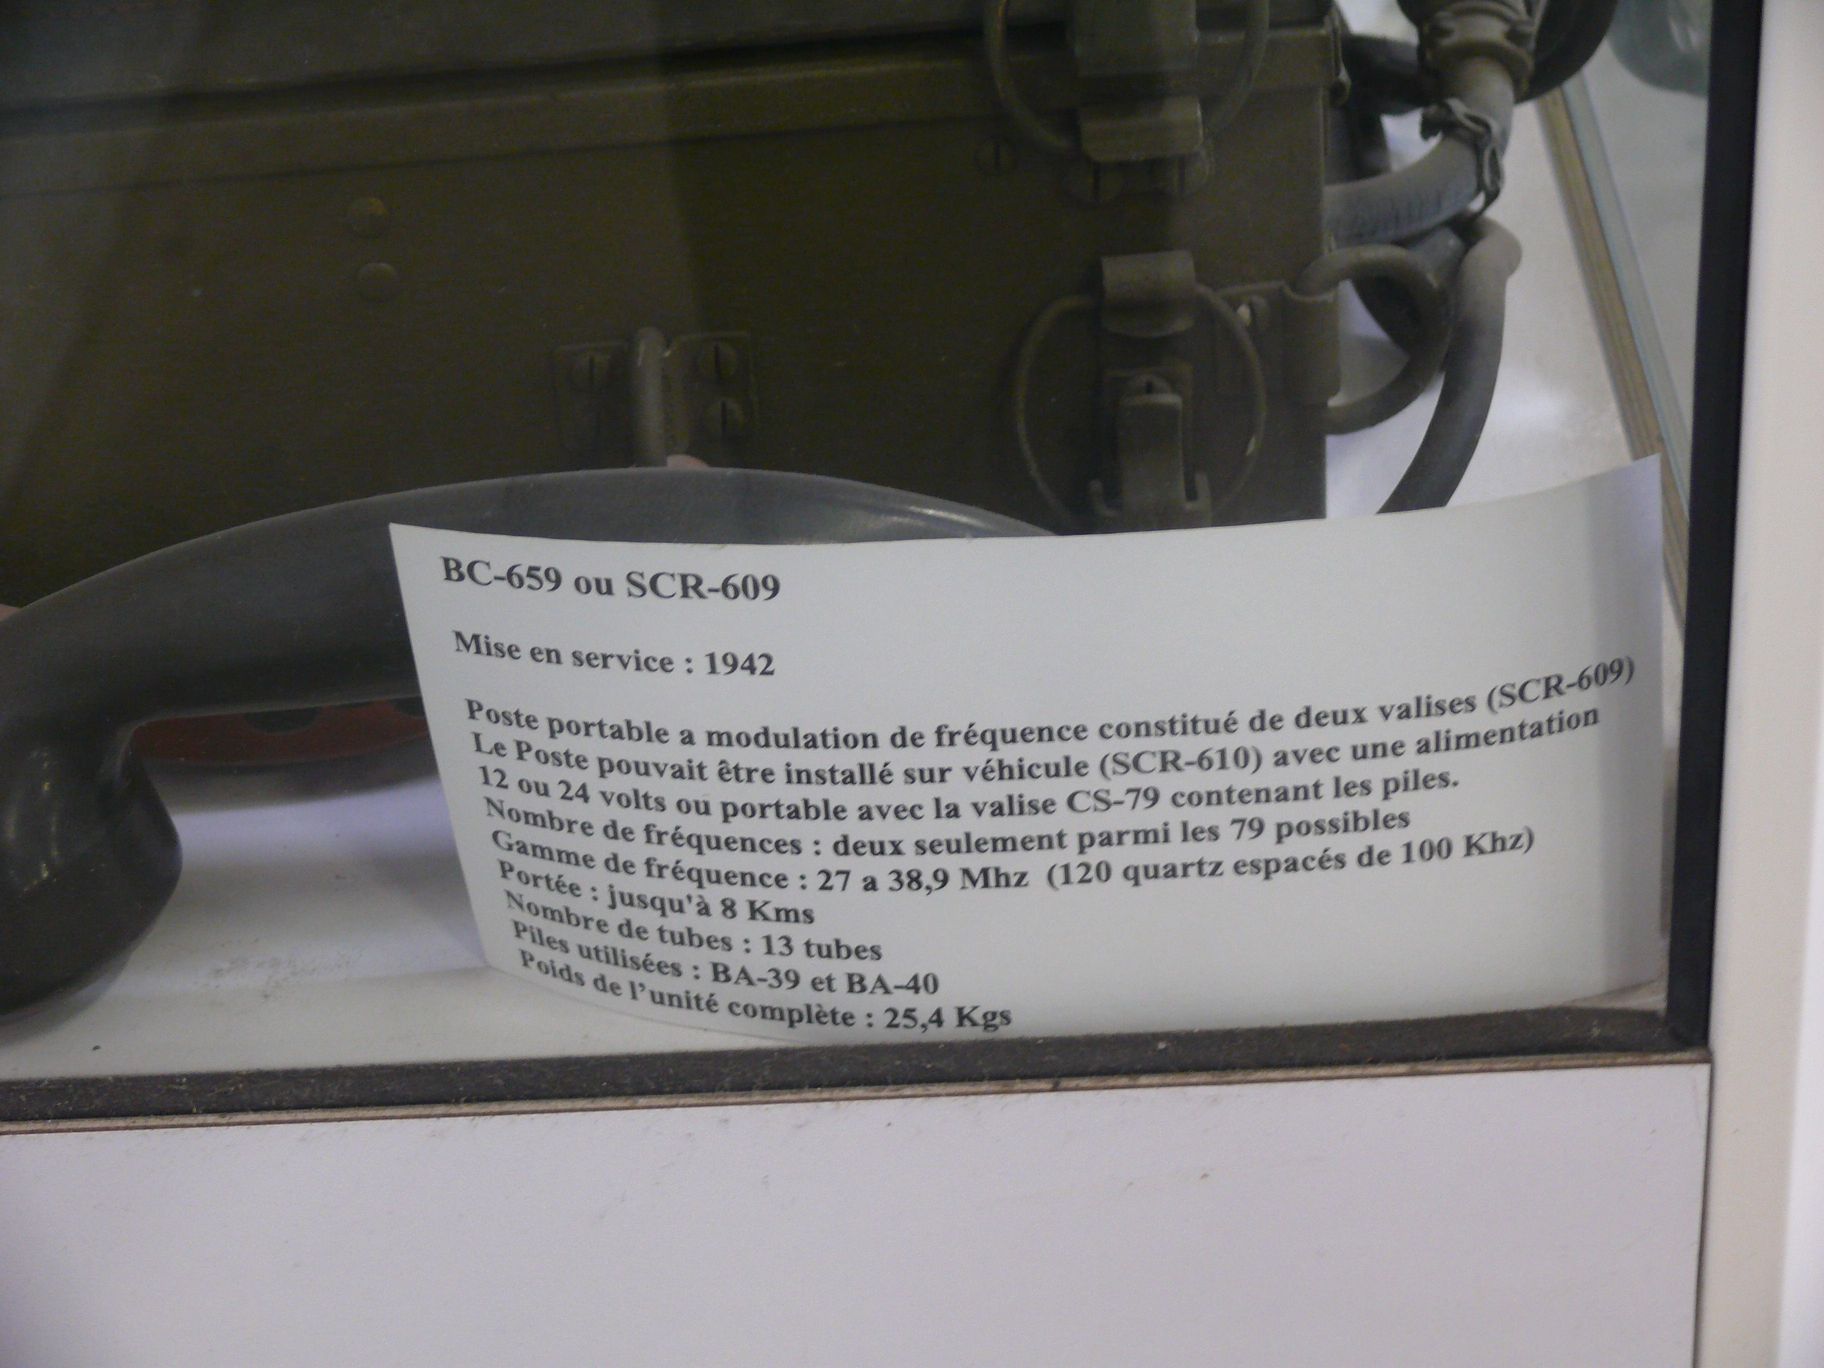 BC-659 ou SCR-609
Mise en service : 1942
Poste portable a modulation de fréquence constitué de deux valises (SCR-609)
Le Poste pouvait être installé sur véhicule (SCR-610) avec une alimentation
12 ou 24 volts ou portable avec la valise CS-79 contenant les piles.
Nombre de fréquences : deux seulement parmi les 79 possibles
Gamme de fréquence : 27 a 38,9 Mhz (120 quartz espacés de 100 Khz)
Portée : jusqu'à 8 Kms
Nombre de tubes : 13 tubes
Piles utilisées : BA-39 et BA-40
Poids de l’unité complète : 25,4 Kgs